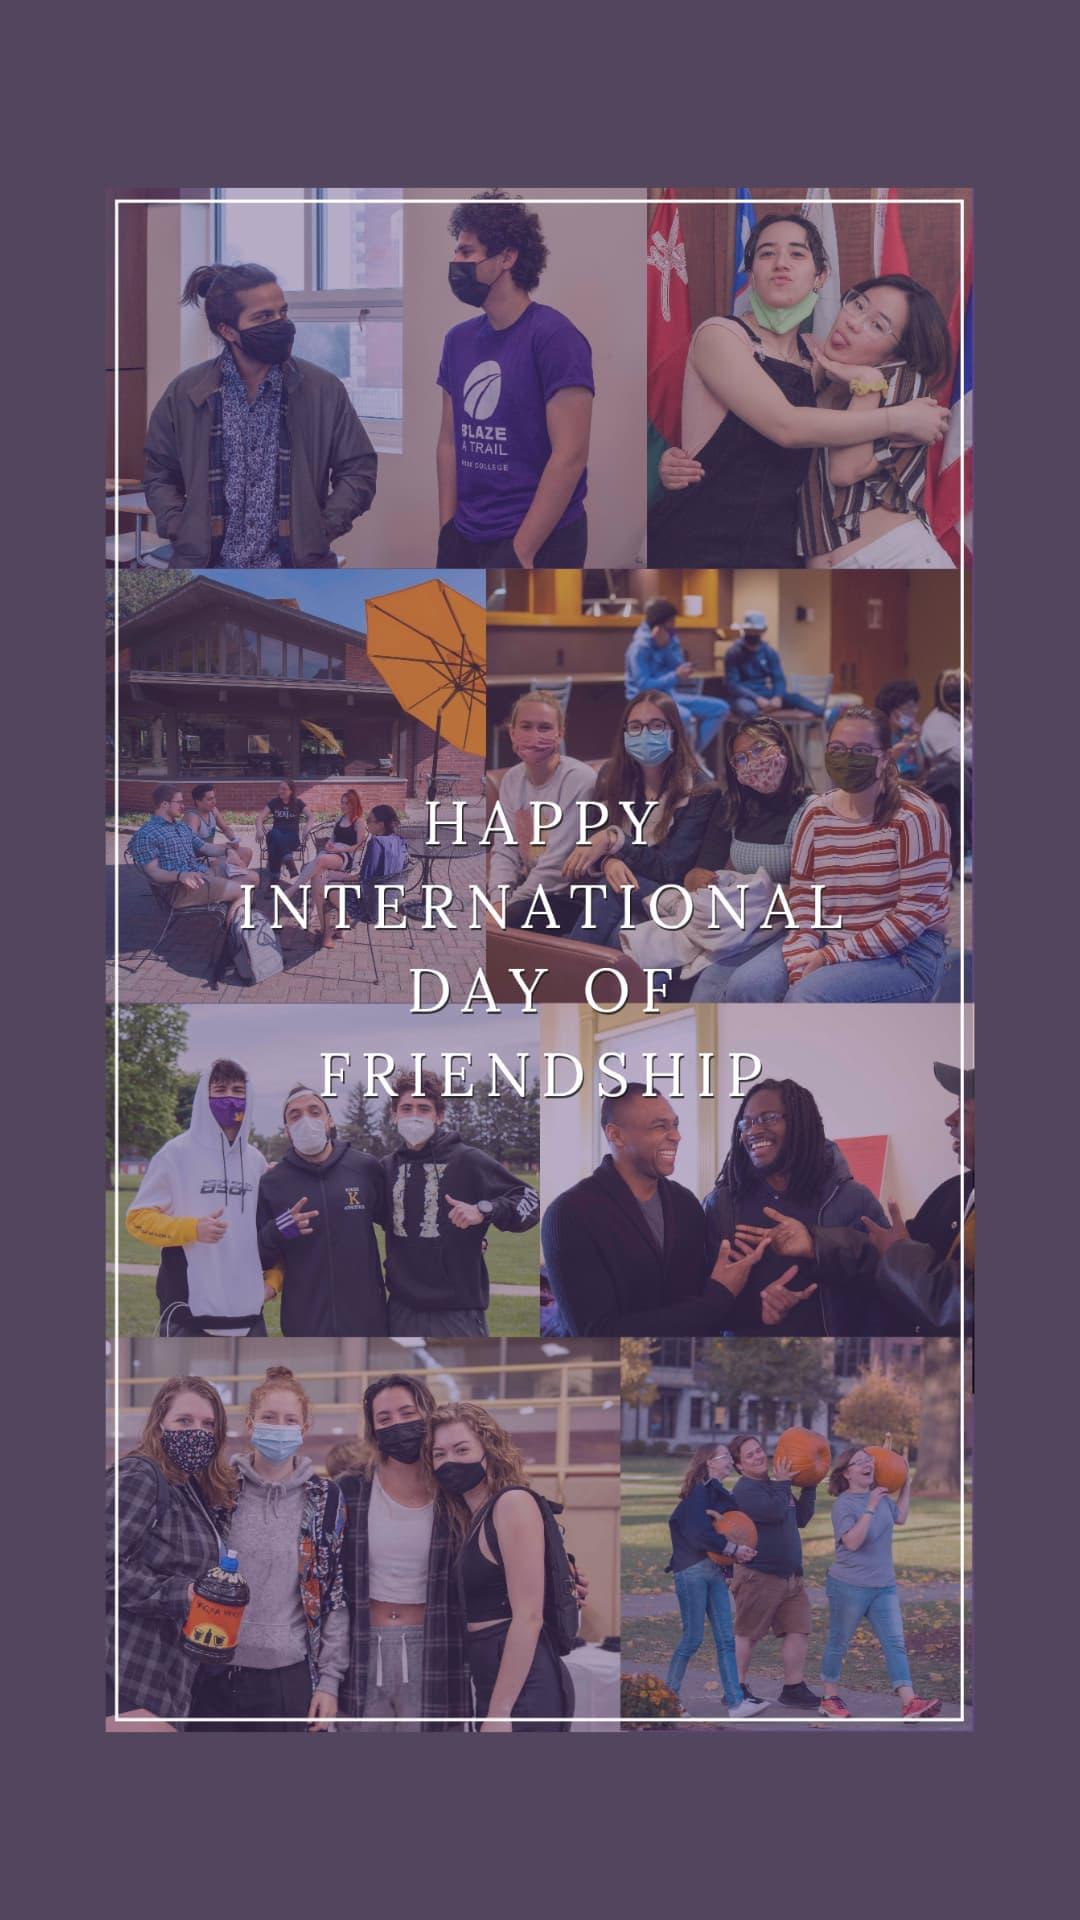 BLAZE
A TRAIL
HAPPY
INTERNATIONAL
DAY OF
FRIENDSHIP
K